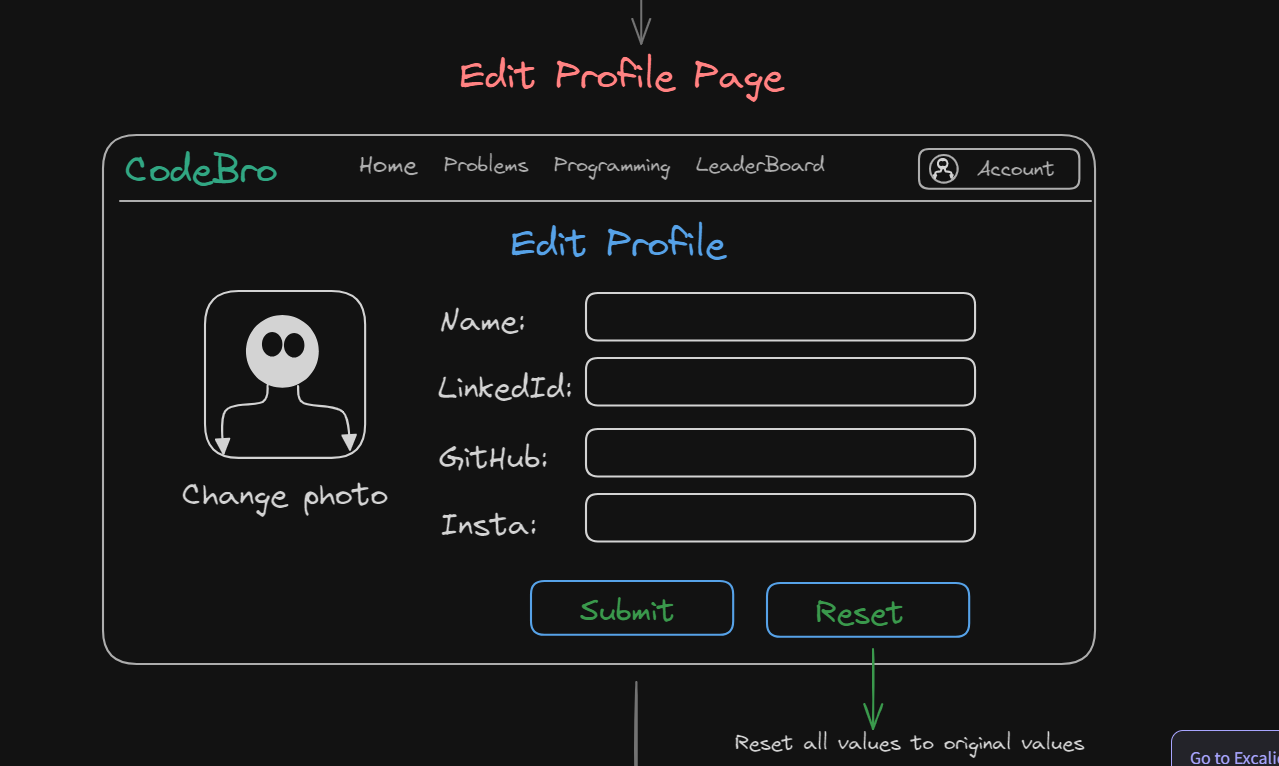 Edit Profile Page
CodeBro
Home Problems Programming LeaderBoard
Account
Edit Profile
Name:
LinkedId:
GitHub:
Insta:
Change photo
Submit
Reset
Reset all values to original values
Go to